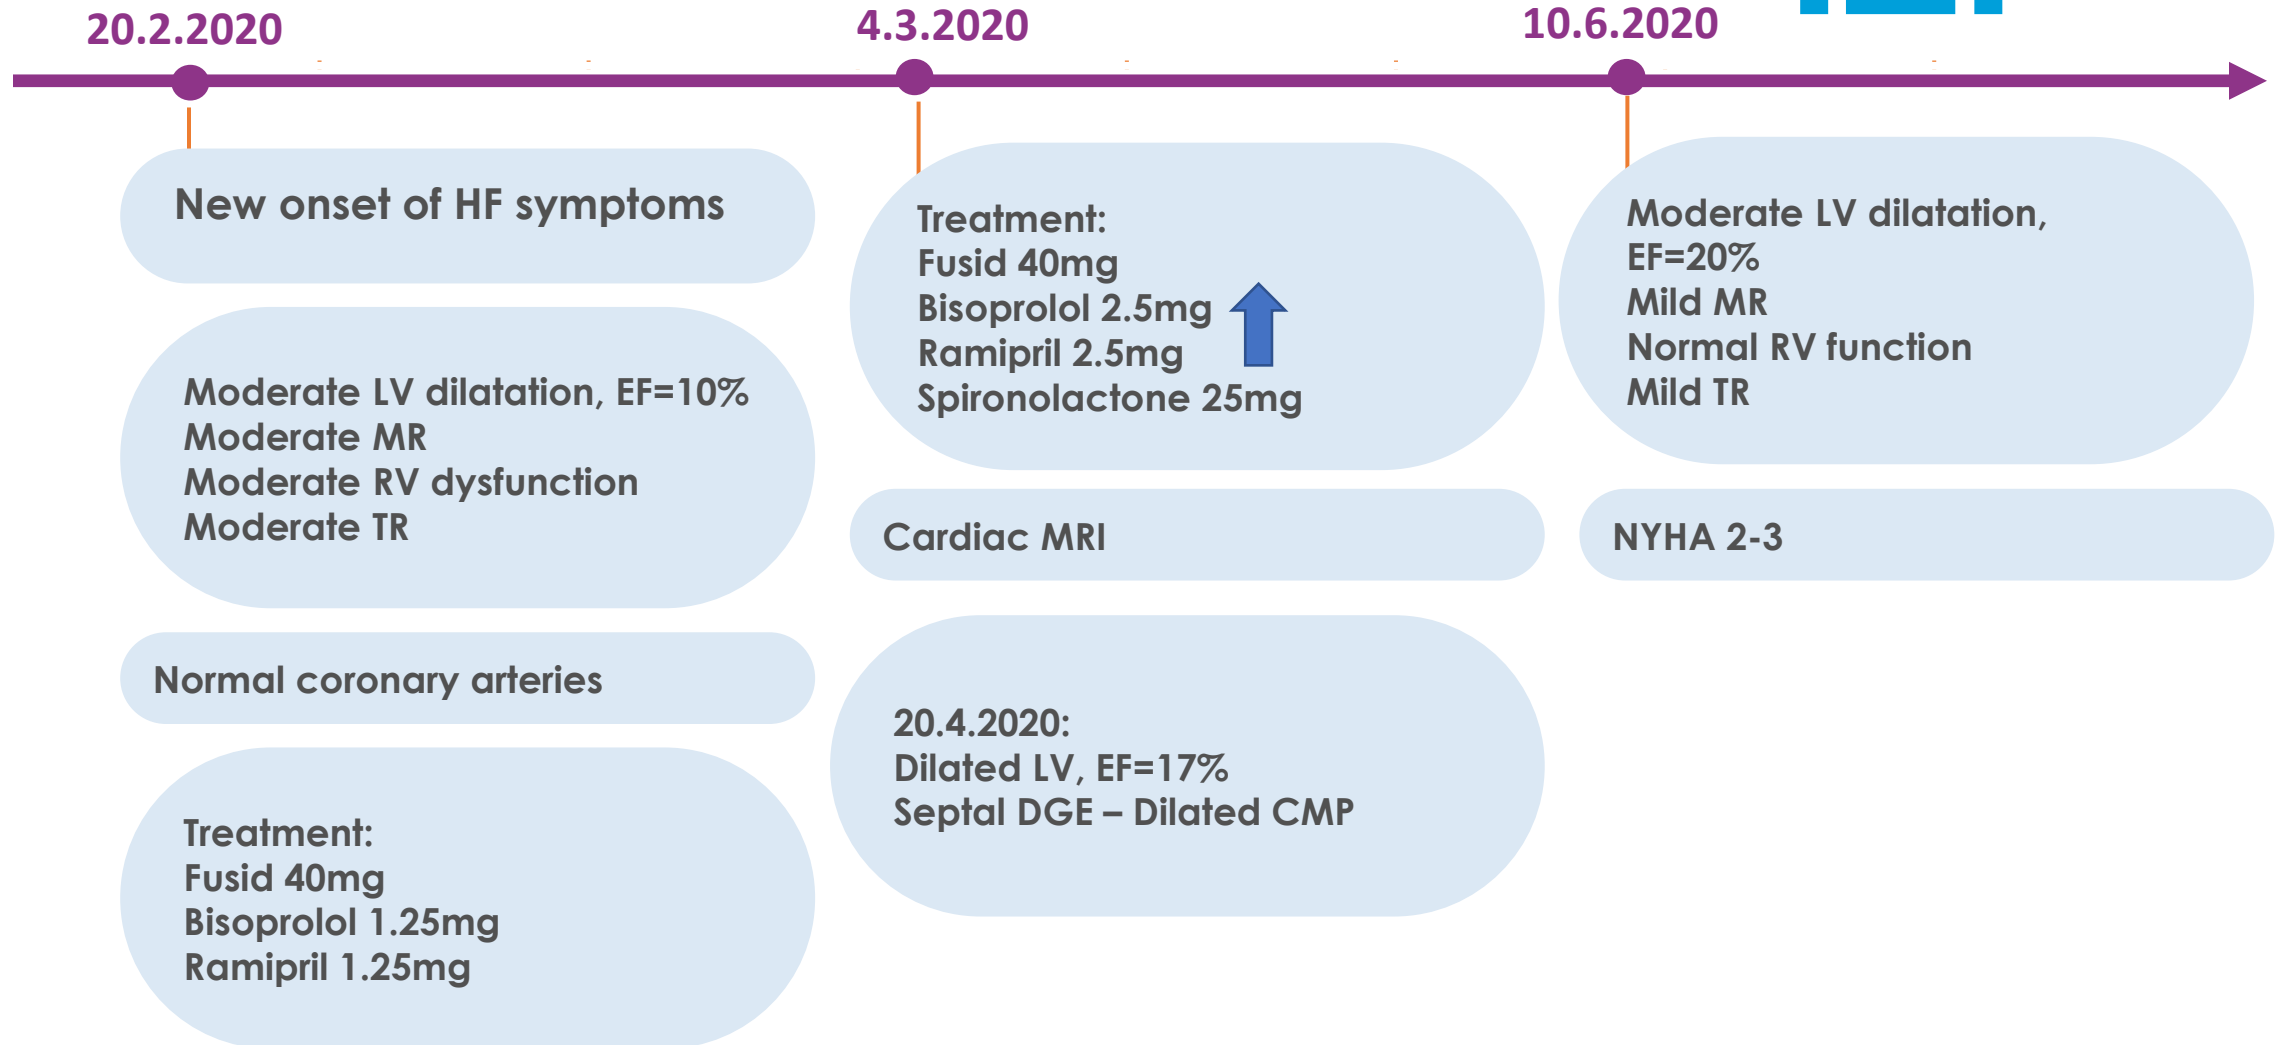 20.2.2020
4.3.2020
10.6.2020
New onset of HF symptoms
Moderate LV dilatation, EF=10%
Moderate MR
Moderate RV dysfunction
Moderate TR
Normal coronary arteries
Treatment:
Fusid 40mg
Bisoprolol 1.25mg
Ramipril 1.25mg
Treatment:
Fusid 40mg
Bisoprolol 2.5mg
Ramipril 2.5mg
Spironolactone 25mg
Cardiac MRI
20.4.2020:
Dilated LV, EF=17%
Septal DGE – Dilated CMP
Moderate LV dilatation,
EF=20%
Mild MR
Normal RV function
Mild TR
NYHA 2-3